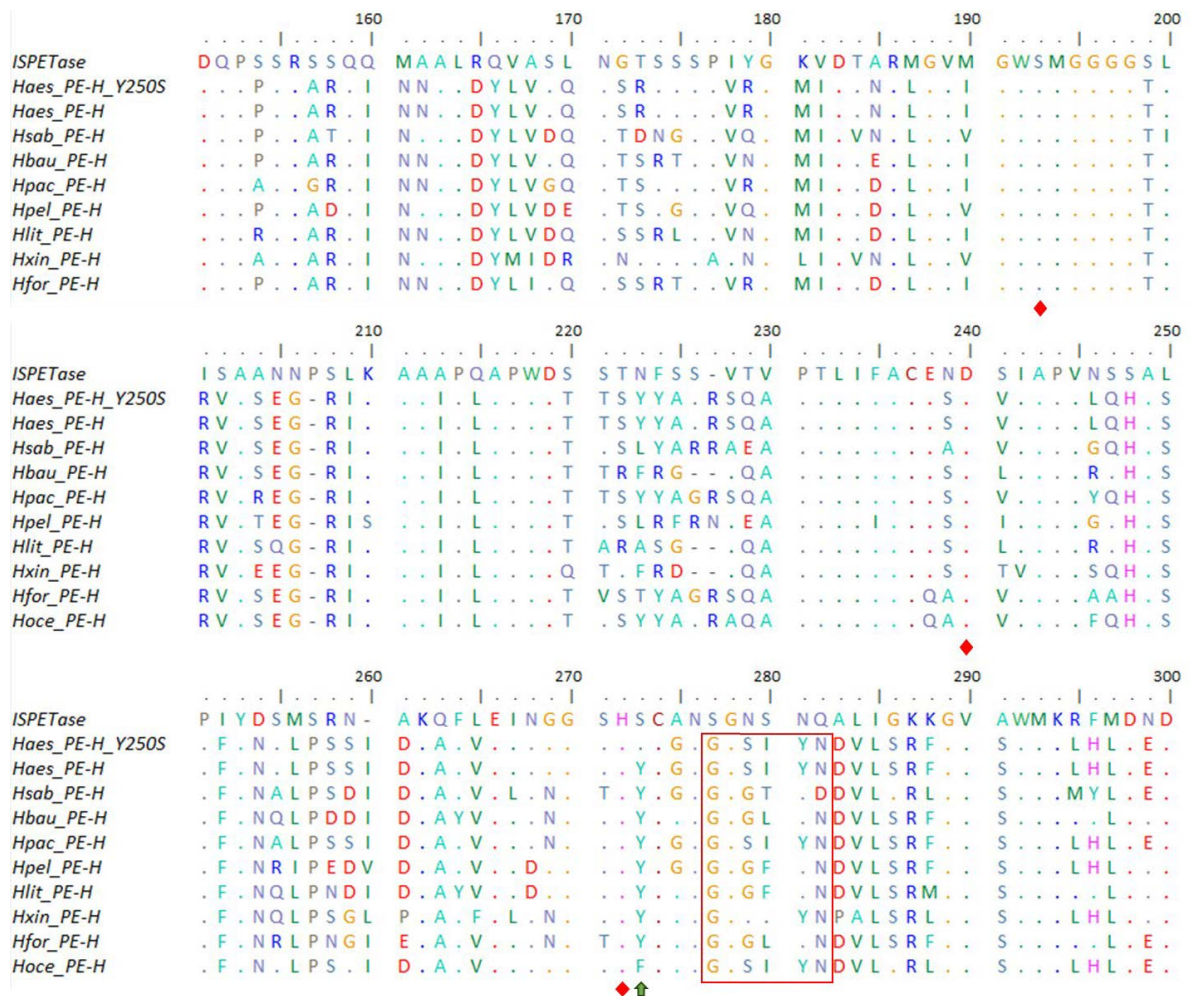 160 170 180 190 200
ISPETase DQPSSRSSQQ MAALRQVASL NGTSSSPIYG KVDTARMGVM GWSMGGGGSL
Haes_PE-H_Y250S ...P..AR.I NN..DYLV.Q .SR....VR. MI..N.L..I ........T.
Haes_PE-H ...P..AR.I NN..DYLV.Q .SR....VR. MI..N.L..I ........T.
Hsab_PE-H ...P..AT.I N...DYLVDQ .TDNG..VQ. MI.VN.L..V ........TI
Hbau_PE-H ...P..AR.I NN..DYLV.Q .TSRT..VN. MI..E.L..I ........T.
Hpac_PE-H ...A..GR.I NN..DYLVGQ .TS....VR. MI..D.L..I ........T.
Hpel_PE-H ...P..AD.I N...DYLVDE .TS.G..VQ. MI..D.L..V ........T.
Hlit_PE-H ...R..AR.I NN..DYLVDQ .SSRL..VN. MI..D.L..I ........T.
Hxin_PE-H ...A..AR.I NN..DYMIDR .N....A.N. LI.VN.L..V ........T.
Hfor_PE-H ...P..AR.I NN..DYLI.Q .SSRT..VR. MI..D.L..I ........T.
210 220 230 240 250
ISPETase ISAANNPSLK AAAPQAPWDS STNFSS-VTV PTLIFACEND SIAPVNSSAL
Haes_PE-H_Y250S RV.SEG-RI. ..I.L....T TSYYA.RSQA ........S. V....LQH.S
Haes_PE-H RV.SEG-RI. ..I.L....T TSYYA.RSQA ........S. V....LQH.S
Hsab_PE-H RV.SEG-RI. ..I.L....T .SLYARRAEA ........A. V....GQH.S
Hbau_PE-H RV.SEG-RI. ..I.L....T TRFRG--.QA ........S. L....R.H.S
Hpac_PE-H RV.REG-RI. ..I.L....T TSYYAGRSQA ........S. V....YQH.S
Hpel_PE-H RV.TEG-RIS ..I.L....T .SLRFRN.EA ....I...S. I....G.H.S
Hlit_PE-H RV.SQG-RI. ..I.L....T ARASG--.QA ........S. L....R.H.S
Hxin_PE-H RV.EEG-RI. ..I.L....Q T.FRD--.QA ........S. TV...SQH.S
Hfor_PE-H RV.SEG-RI. ..I.L....T VSTYAGRSQA .......QA. V....AAH.S
Hoce_PE-H RV.SEG-RI. ..I.L....T .SYYA.RAQA .......QA. V....FQH.S
260 270 280 290 300
ISPETase PIYDSMSRN- AKQFLEINGG SHSCANSGNS NQALIGKKGV AWMKRFMDND
Haes_PE-H_Y250S .F.N.LPSSI D.A.V..... ....G.G.SI YNDVLSRF.. S...LHL.E.
Haes_PE-H .F.N.LPSSI D.A.V..... ..Y.G.G.SI YNDVLSRF.. S...LHL.E.
Hsab_PE-H .F.NALPSDI D.A.V.L.N. T.Y.G.G.GT .DDVL.RL.. S...MYL.E.
Hbau_PE-H .F.NQLPDDI D.AYV...N. ..Y...G.GL .NDVLSRF.. S.....L...
Hpac_PE-H .F.NALPSSI D.A.V...N. ..Y.G.G.SI YNDVLSRF.. S...LHL.E.
Hpel_PE-H .F.NRIPEDV D.A.V..D.. ..Y.G.G.GF .NDVLSRF.. S...LHL...
Hlit_PE-H .F.NQLPNDI D.AYV..D.. ..Y...G.GF .NDVLSRM.. S.....L...
Hxin_PE-H .F.NQLPSGL P.A.F.L.N. ..Y...G... YNPALSRL.. S...LHL...
Hfor_PE-H .F.NRLPNGI E.A.V...N. T.Y...G.GL .NDVLSRF.. S.....L.E.
Hoce_PE-H .F.N.LPS.I D.A.V..... ..F...G.SI YNDVL.RL.. S...LHL.E.